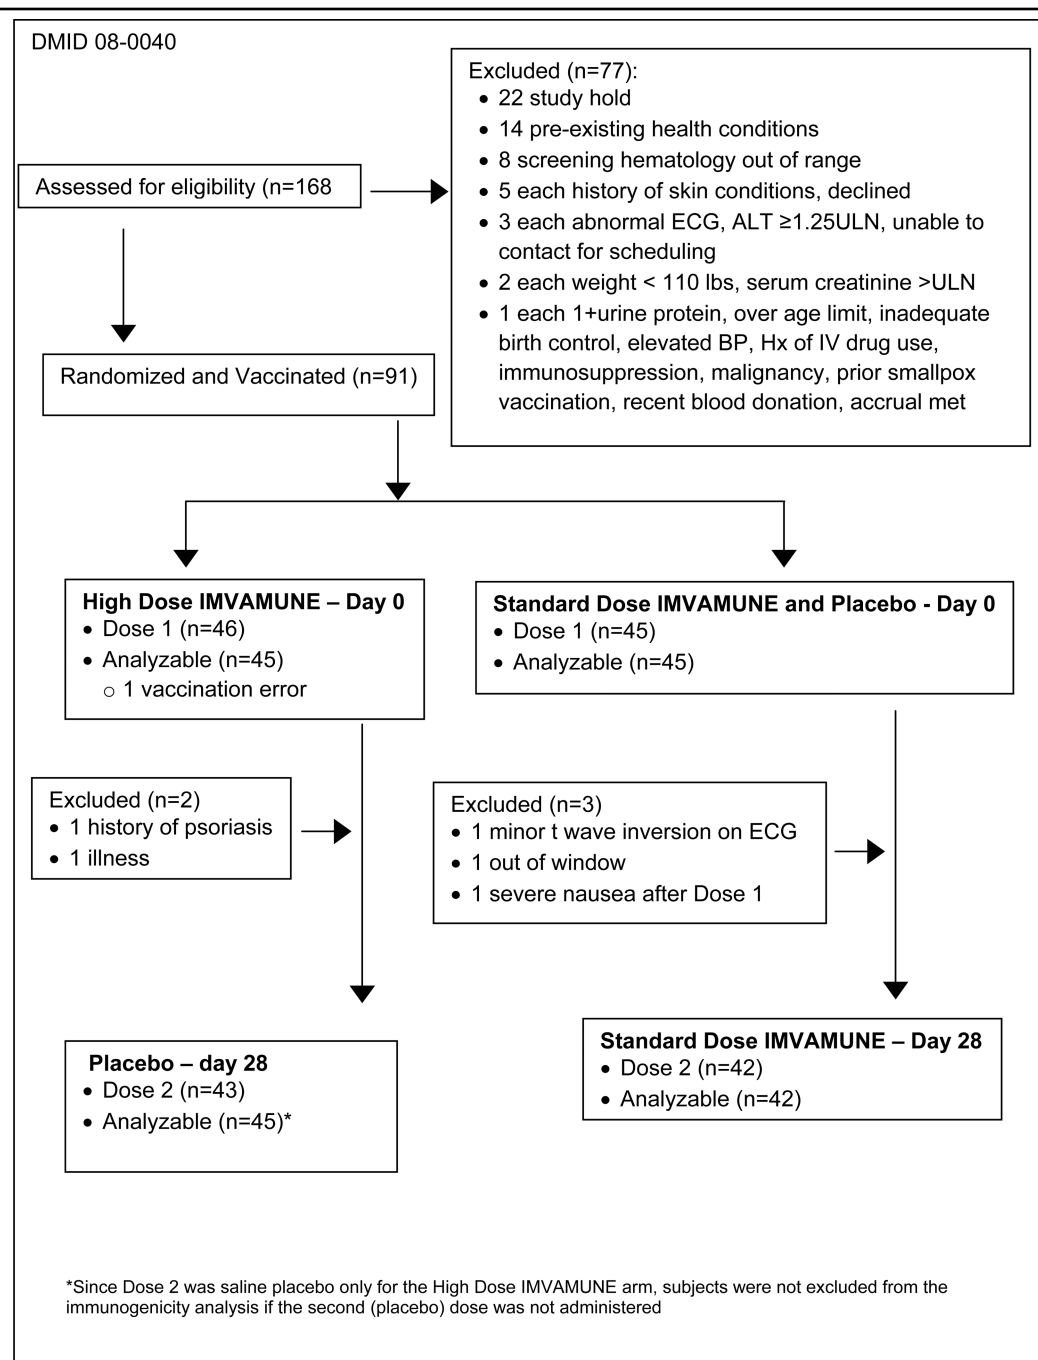 DMID 08-0040
Excluded (n=77):
• 22 study hold
• 14 pre-existing health conditions
• 8 screening hematology out of range
• 5 each history of skin conditions, declined
• 3 each abnormal ECG, ALT ≥1.25ULN, unable to
contact for scheduling
• 2 each weight < 110 lbs, serum creatinine >ULN
• 1 each 1+urine protein, over age limit, inadequate
birth control, elevated BP, Hx of IV drug use,
immunosuppression, malignancy, prior smallpox
vaccination, recent blood donation, accrual met
Assessed for eligibility (n=168
Randomized and Vaccinated (n=91)
High Dose IMVAMUNE – Day 0
• Dose 1 (n=46)
• Analyzable (n=45)
○ 1 vaccination error
Standard Dose IMVAMUNE and Placebo - Day 0
• Dose 1 (n=45)
• Analyzable (n=45)
Excluded (n=2)
• 1 history of psoriasis
• 1 illness
Excluded (n=3)
• 1 minor t wave inversion on ECG
• 1 out of window
• 1 severe nausea after Dose 1
Placebo – day 28
• Dose 2 (n=43)
• Analyzable (n=45)*
Standard Dose IMVAMUNE – Day 28
• Dose 2 (n=42)
• Analyzable (n=42)
*Since Dose 2 was saline placebo only for the High Dose IMVAMUNE arm, subjects were not excluded from the
immunogenicity analysis if the second (placebo) dose was not administered